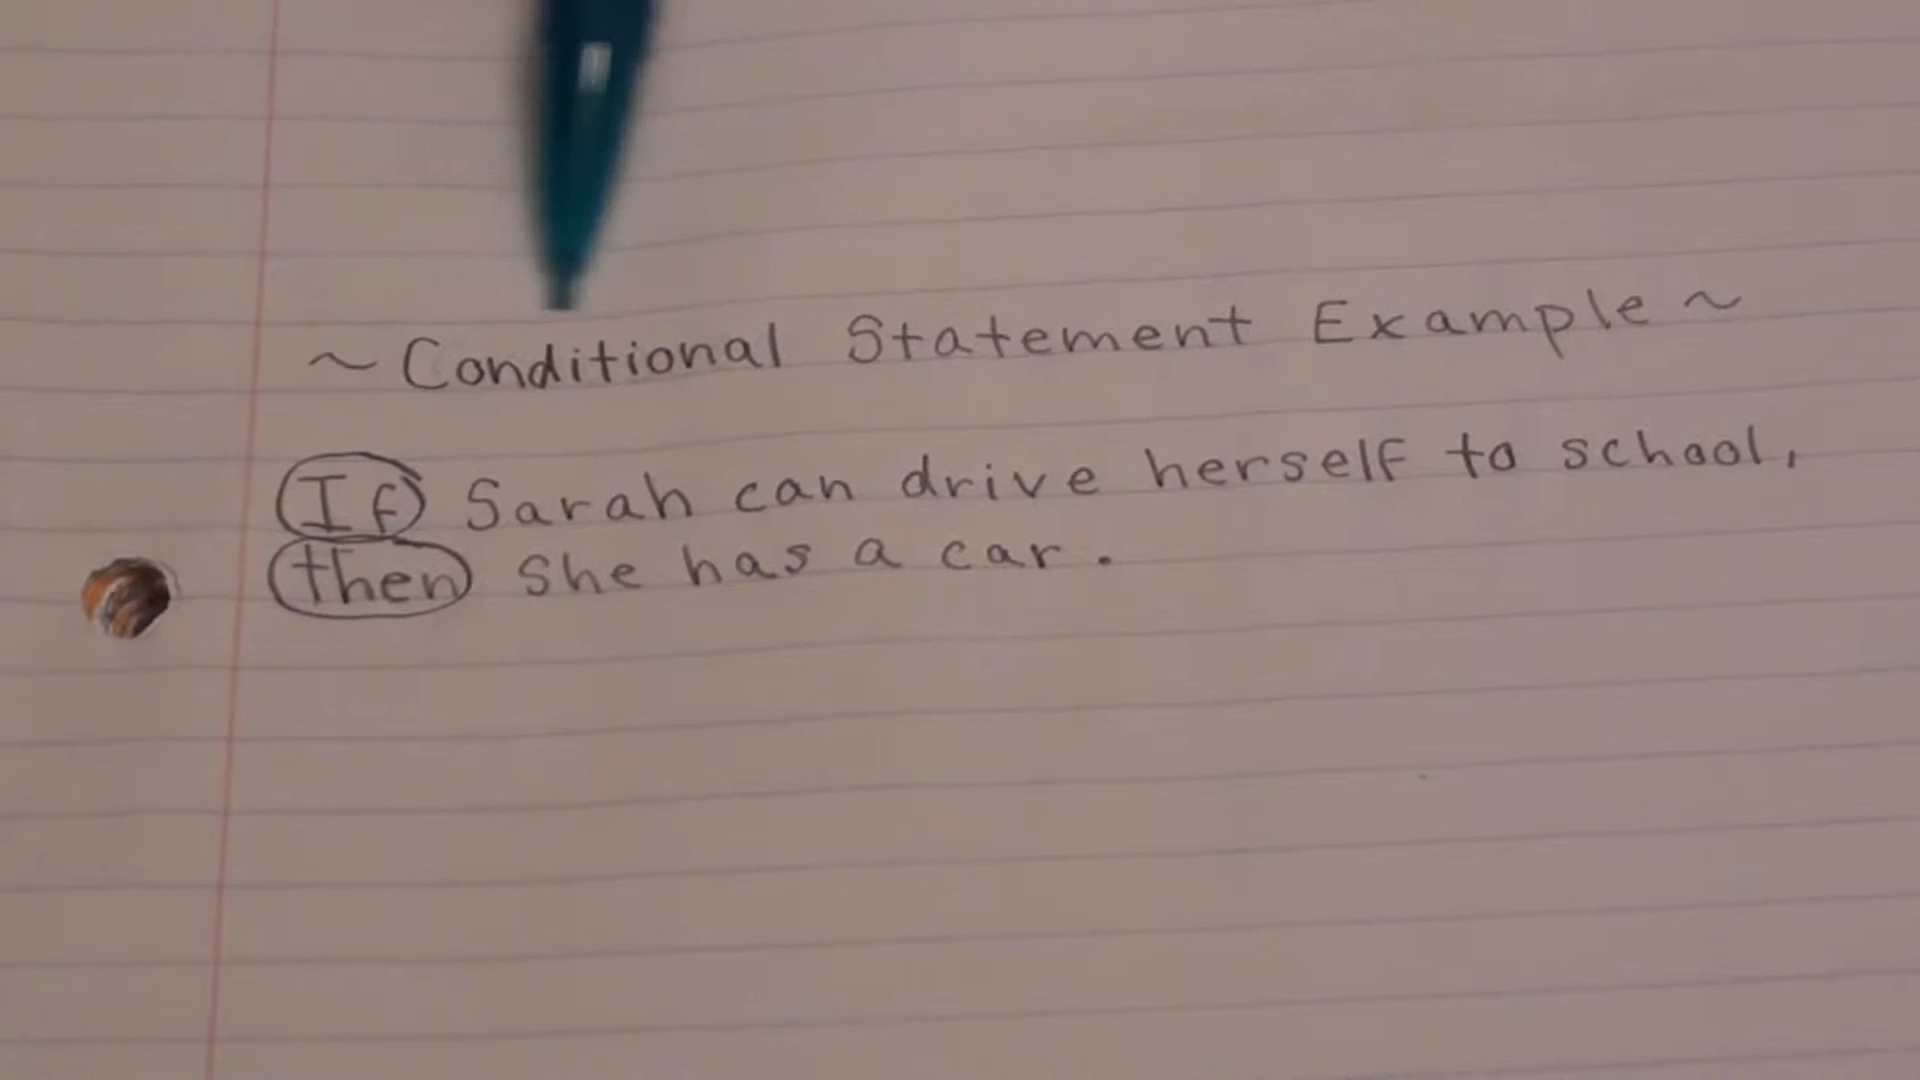 ~ Conditional Statement Example ~
If Sarah can drive herself to school,
then she has a car.